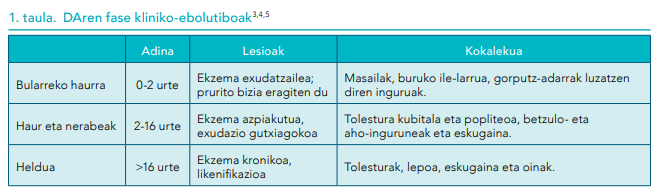 1. taula. DAren fase kliniko-ebolutiboak3,4,5
Adina Lesioak Kokalekua
Bularreko haurra 0-2 urte Ekzema exudatzailea; prurito bizia eragiten du Masailak, buruko ile-larrua, gorputz-adarrak luzatzen diren inguruak.
Haur eta nerabeak 2-16 urte Ekzema azpiakutua, exudazio gutxiagokoa Tolestura kubitala eta popliteoa, betzulo- eta aho-inguruneak eta eskugaina.
Heldua >16 urte Ekzema kronikoa, likenifikazioa Tolesturak, lepoa, eskugaina eta oinak.